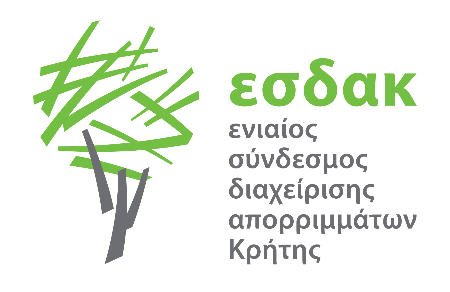 εσδακ
ενιαίος
σύνδεσμος
διαχείρισης
απορριμμάτων
Κρήτης